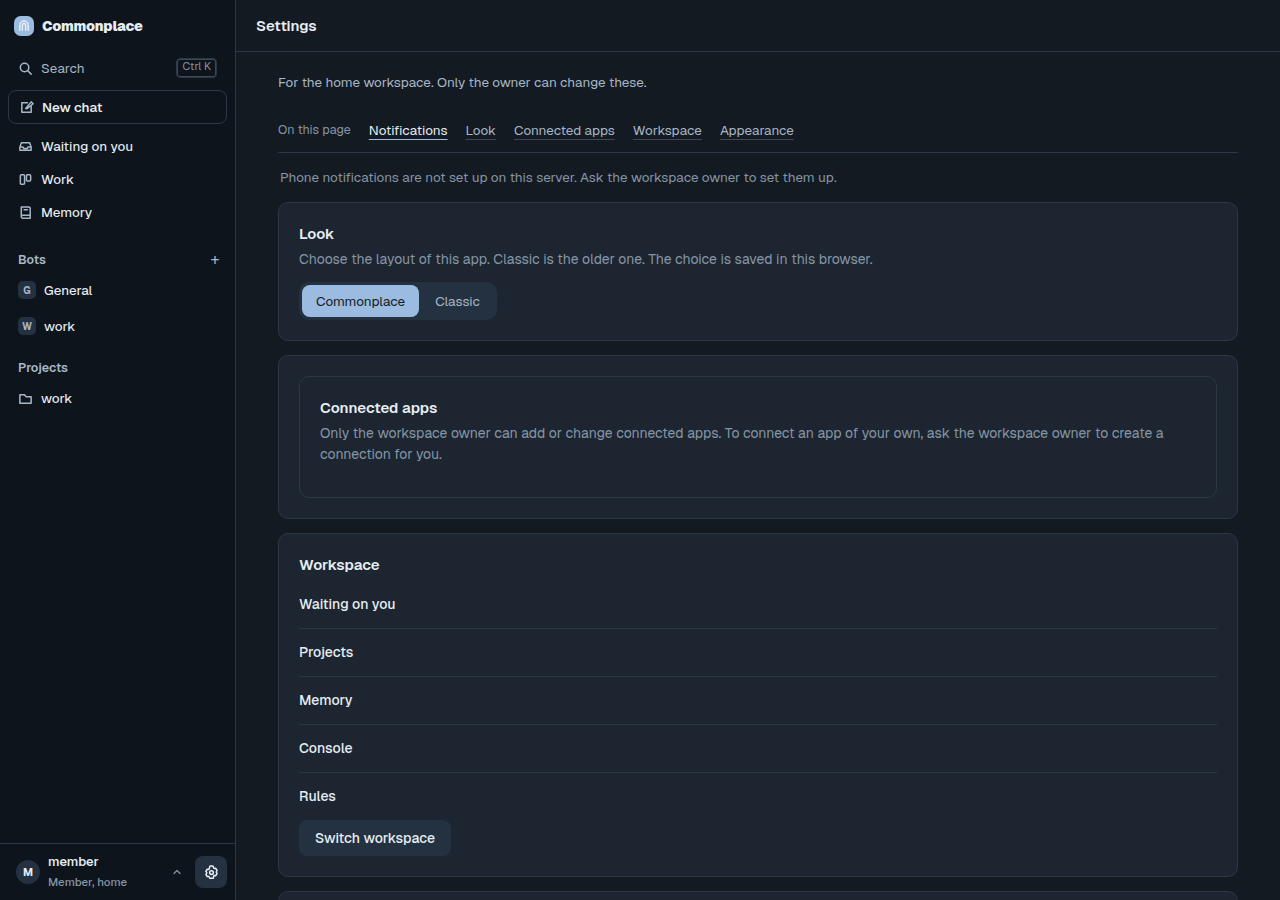 Commonplace
Search
Ctrl K
New chat
Waiting on you
Work
Memory
Bots
+
G General
W work
Projects
work
M
member
Member, home
Settings
For the home workspace. Only the owner can change these.
On this page Notifications Look Connected apps Workspace Appearance
Phone notifications are not set up on this server. Ask the workspace owner to set them up.
Look
Choose the layout of this app. Classic is the older one. The choice is saved in this browser.
Commonplace Classic
Connected apps
Only the workspace owner can add or change connected apps. To connect an app of your own, ask the workspace owner to create a
connection for you.
Workspace
Waiting on you
Projects
Memory
Console
Rules
Switch workspace